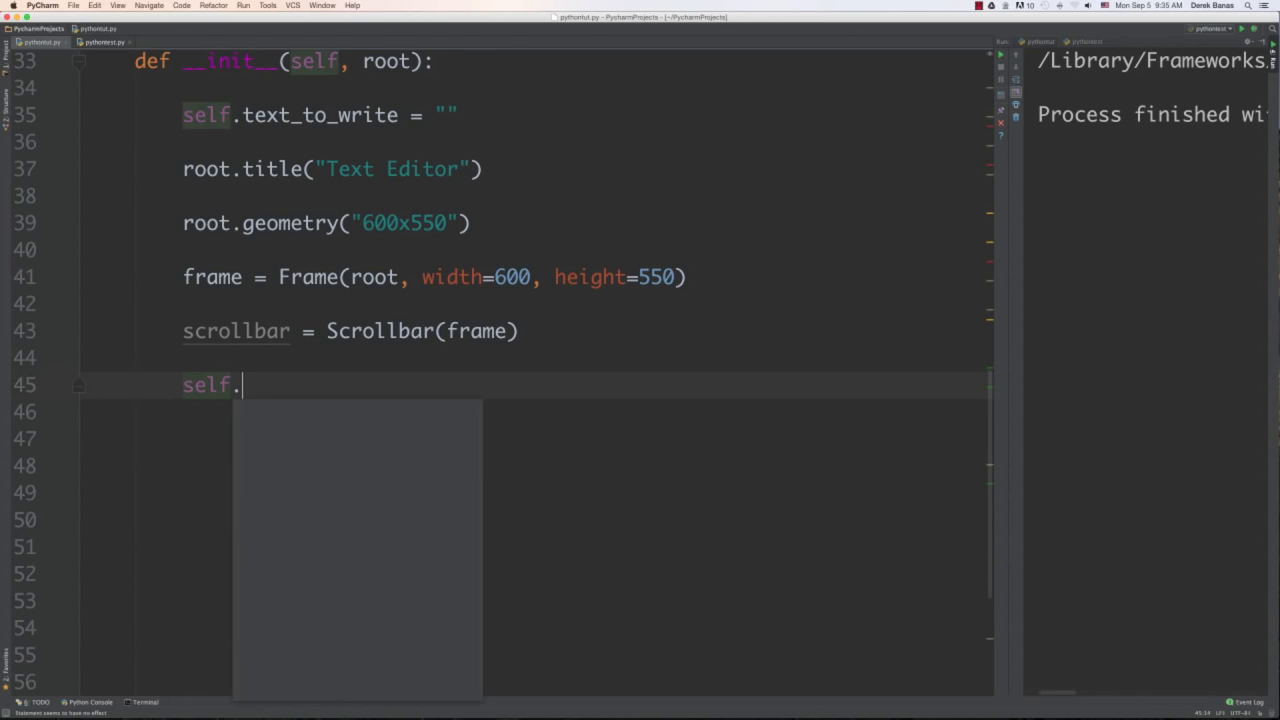 PyCharm File Edit View Navigate Code Refactor Run Tools VCS Window Help 10 Mon Sep 5 9:35 AM Derek Banas
pythontut.py - PycharmProjects - [~/PycharmProjects]
PycharmProjects pythontut.py pythontest
pythontut.py pythontest.py Run: pythontut pythontest
33 def __init__(self, root): /Library/Frameworks
34
35 self.text_to_write = "" Process finished wi
36
37 root.title("Text Editor")
38
39 root.geometry("600x550")
40
41 frame = Frame(root, width=600, height=550)
42
43 scrollbar = Scrollbar(frame)
44
45 self.
46
47
48
49
50
51
52
53
54
55
56
1: Project
7: Structure
2: Favorites
Run
6: TODO Python Console Terminal Event Log
Statement seems to have no effect 45:14 LF÷ UTF-8÷